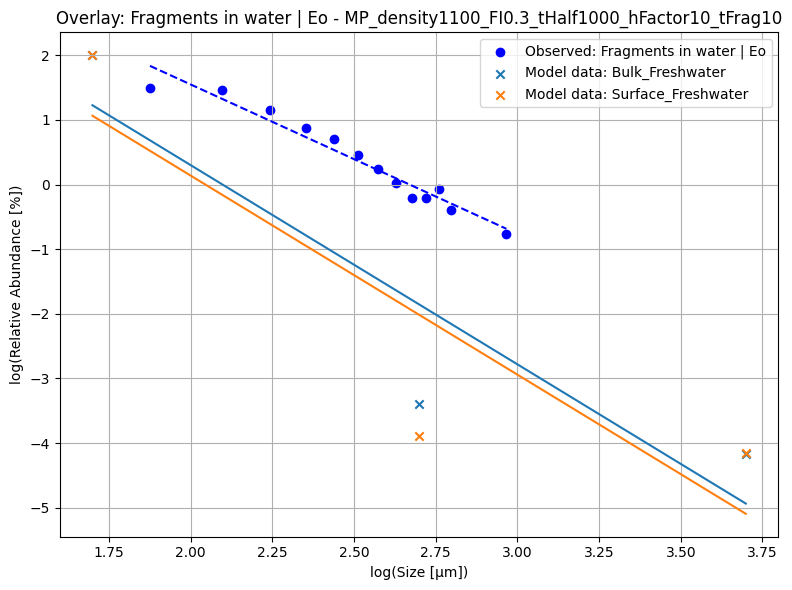 Overlay: Fragments in water | Eo - MP_density1100_FI0.3_tHalf1000_hFactor10_tFrag10
Observed: Fragments in water | Eo
Model data: Bulk_Freshwater
Model data: Surface_Freshwater
log(Relative Abundance [%])
2
1
0
−1
−2
−3
−4
−5
1.75
2.00
2.25
2.50
2.75
3.00
3.25
3.50
3.75
log(Size [µm])